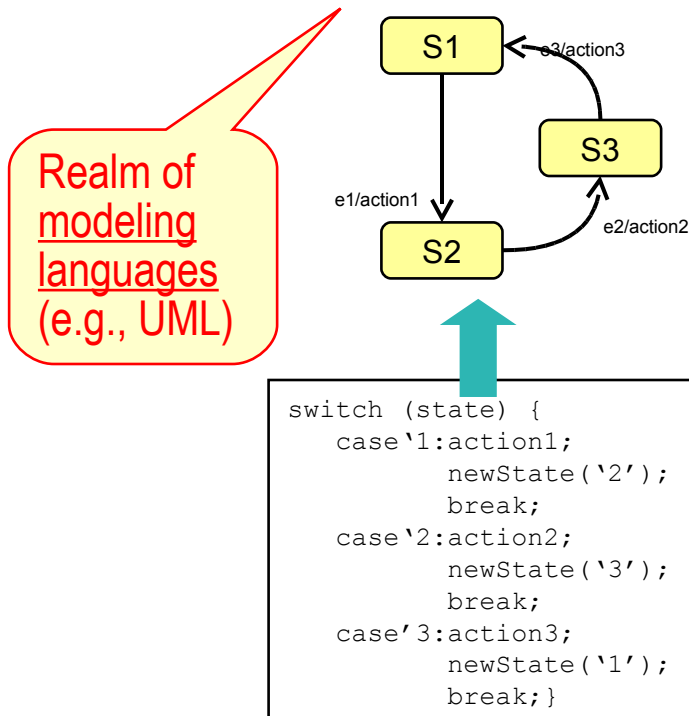 S1
e3/action3
S3
Realm of
modeling
languages
(e.g., UML)
e1/action1
e2/action2
S2
switch (state) {
case‘1:action1;
newState(‘2’);
break;
case‘2:action2;
newState(‘3’);
break;
case’3:action3;
newState(‘1’);
break;}